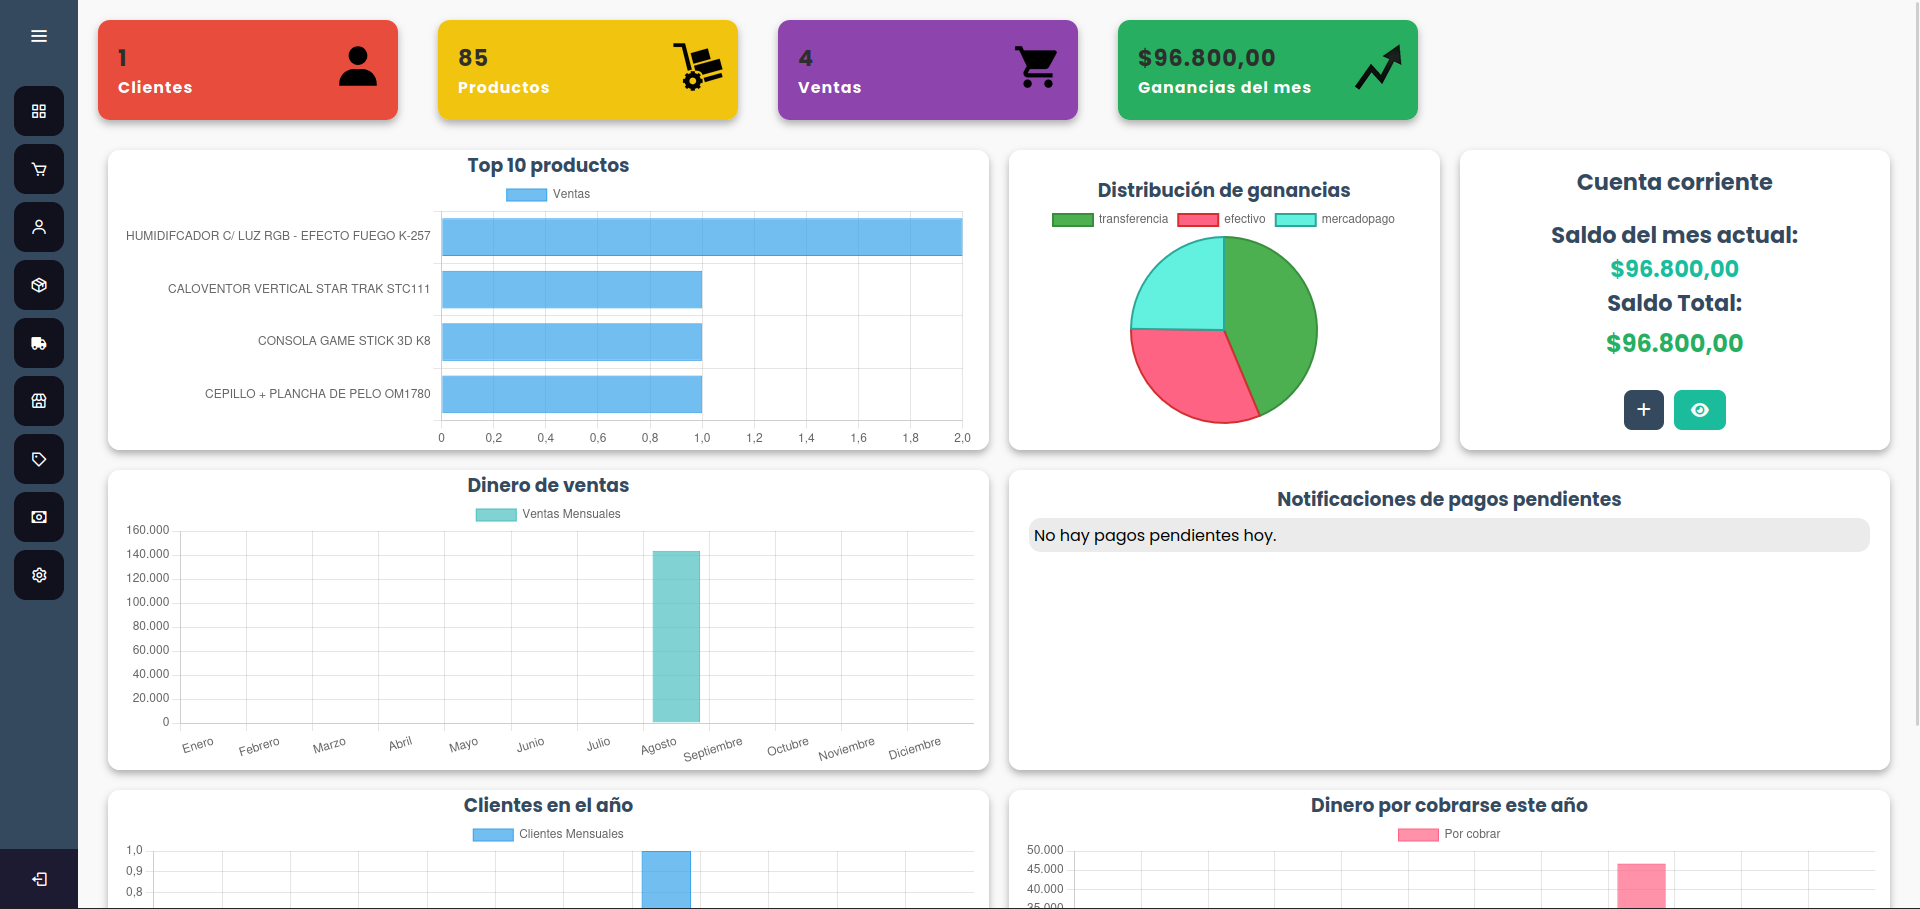 1
Clientes
85
Productos
4
Ventas
$96.800,00
Ganancias del mes
Top 10 productos
Ventas
HUMIDIFCADOR C/ LUZ RGB - EFECTO FUEGO K-257
CALOVENTOR VERTICAL STAR TRAK STC111
CONSOLA GAME STICK 3D K8
CEPILLO + PLANCHA DE PELO OM1780
0 0,2 0,4 0,6 0,8 1,0 1,2 1,4 1,6 1,8 2,0
Distribución de ganancias
transferencia efectivo mercadopago
Cuenta corriente
Saldo del mes actual:
$96.800,00
Saldo Total:
$96.800,00
Dinero de ventas
Ventas Mensuales
160.000
140.000
120.000
100.000
80.000
60.000
40.000
20.000
0
Enero Febrero Marzo Abril Mayo Junio Julio Agosto Septiembre Octubre Noviembre Diciembre
Notificaciones de pagos pendientes
No hay pagos pendientes hoy.
Clientes en el año
Clientes Mensuales
1,0
0,9
0,8
Dinero por cobrarse este año
Por cobrar
50.000
45.000
40.000
35.000